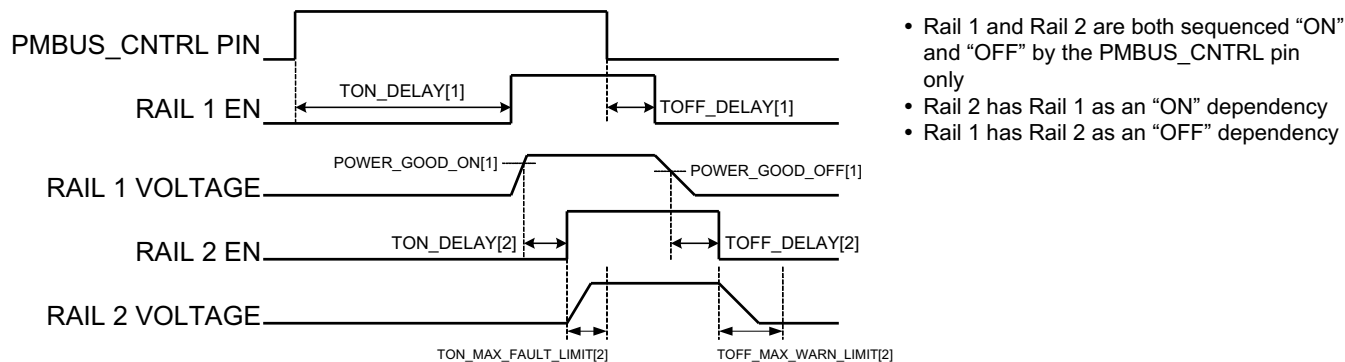 PMBUS_CNTRL PIN
RAIL 1 EN
TON_DELAY[1]
TOFF_DELAY[1]
RAIL 1 VOLTAGE
POWER_GOOD_ON[1]
POWER_GOOD_OFF[1]
RAIL 2 EN
TON_DELAY[2]
TOFF_DELAY[2]
RAIL 2 VOLTAGE
TON_MAX_FAULT_LIMIT[2]
TOFF_MAX_WARN_LIMIT[2]
• Rail 1 and Rail 2 are both sequenced “ON”
and “OFF” by the PMBUS_CNTRL pin
only
• Rail 2 has Rail 1 as an “ON” dependency
• Rail 1 has Rail 2 as an “OFF” dependency